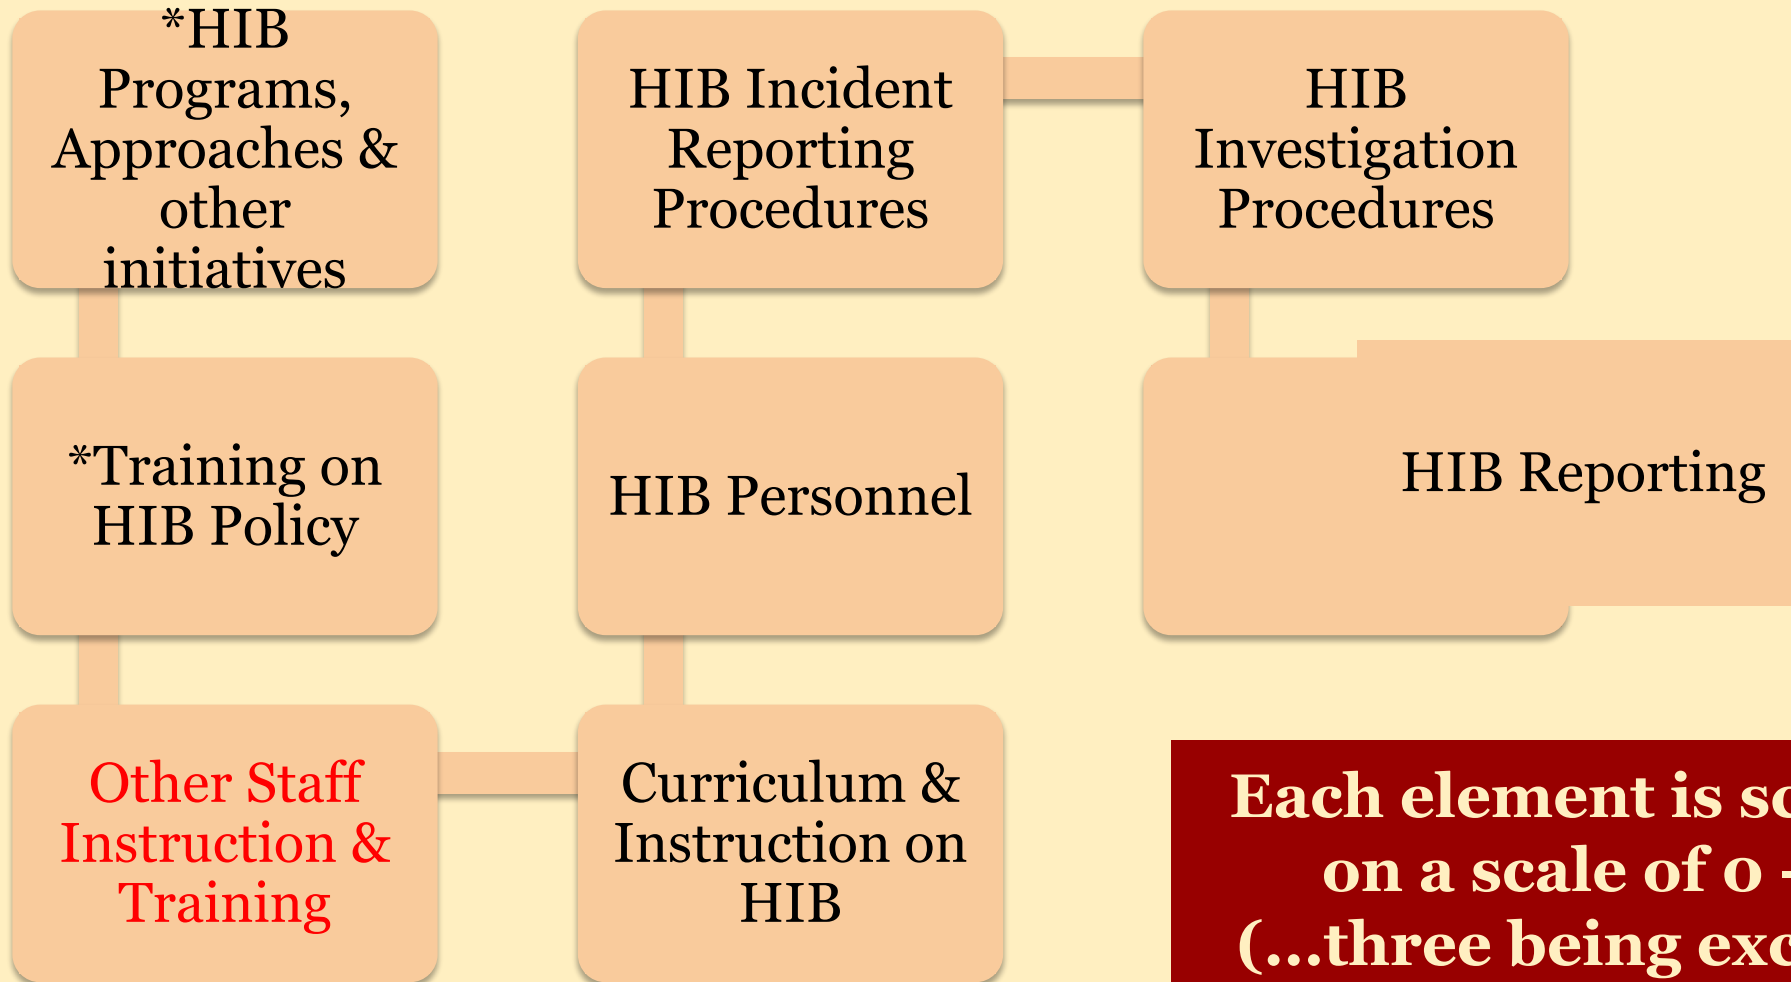 *HIB
Programs,
Approaches &
other
initiatives
*Training on
HIB Policy
Other Staff
Instruction &
Training
Curriculum &
Instruction on
HIB
HIB Personnel
HIB Incident
Reporting
Procedures
HIB
Investigation
Procedures
HIB Reporting
Each element is
on a scale of 0 -
(...three being